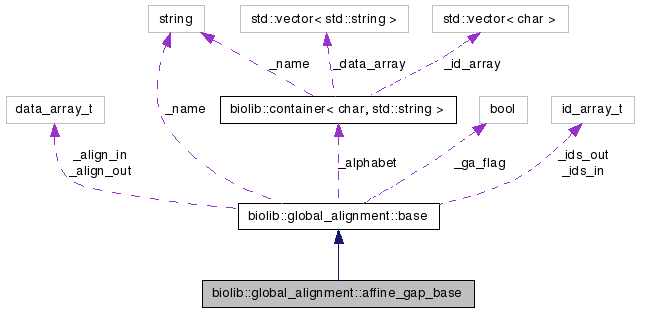 string
std::vector< std::string >
std::vector< char >
_name
_data_array
_id_array
data_array_t
_name
biolib::container< char, std::string >
bool
id_array_t
_align_in
_align_out
_alphabet
_ga_flag
_ids_out
_ids_in
biolib::global_alignment::base
biolib::global_alignment::affine_gap_base